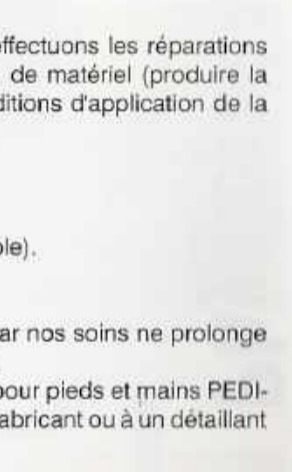 effectuons les réparations
de matériel (produire la
ditions d'application de la
ble).
ar nos soins ne prolonge
pour pieds et mains PEDI-
abricant ou à un détaillant